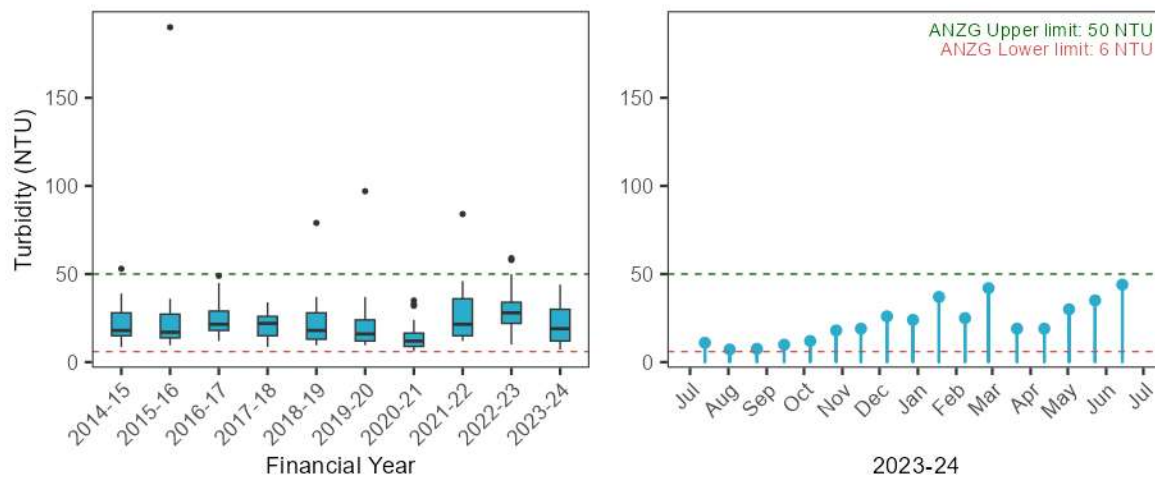 ANZG Upper limit: 50 NTU
ANZG Lower limit: 6 NTU
Turbidity (NTU)
150
100
50
0
2014-15
2015-16
2016-17
2017-18
2018-19
2019-20
2020-21
2021-22
2022-23
2023-24
Financial Year
150
100
50
0
Jul
Aug
Sep
Oct
Nov
Dec
Jan
Feb
Mar
Apr
May
Jun
Jul
2023-24